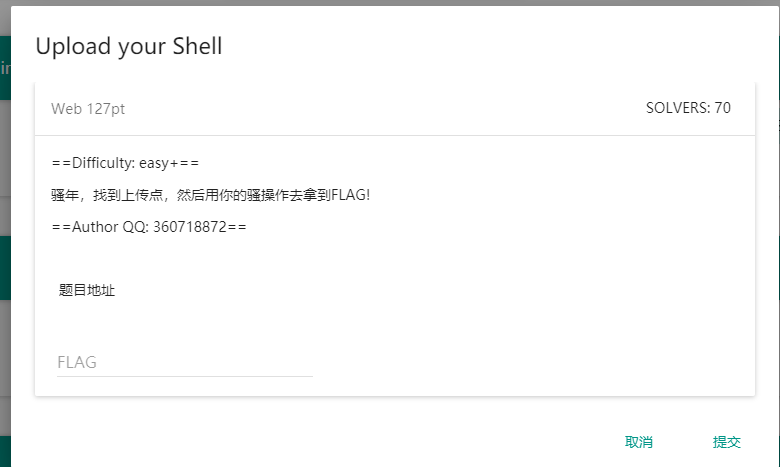 Upload your Shell
Web 127pt
SOLVERS: 70
==Difficulty: easy+==
骚年，找到上传点，然后用你的骚操作去拿到FLAG!
==Author QQ: 360718872==
题目地址
FLAG
取消
提交